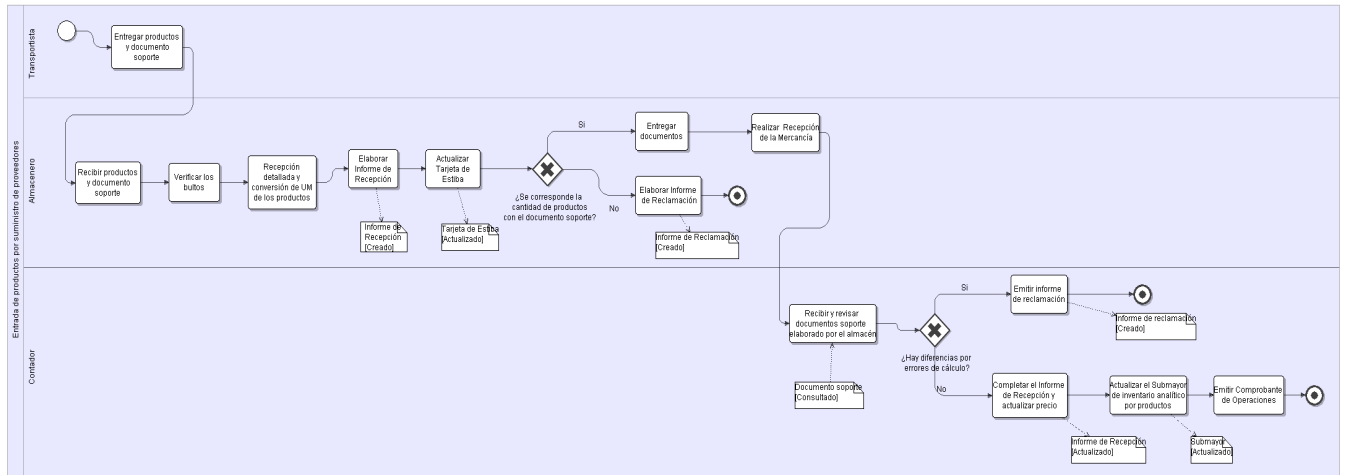 Entrada de productos por suministro de proveedores
Transportista
Entregar productos
y documento
soporte
Almacenero
Recibir productos
y documento
soporte
Verificar los
bultos
Recepción
detallada y
conversión de UM
de los productos
Elaborar
Informe de
Recepción
Informe de
Recepción
[Creado]
Actualizar
Tarjeta de
Estiba
Tarjeta de Estiba
[Actualizado]
¿Se corresponde la
cantidad de productos
con el documento soporte?
Si
Entregar
documentos
Realizar Recepción
de la Mercancía
No
Elaborar Informe
de Reclamación
Informe de Reclamación
[Creado]
Contador
Recibir y revisar
documentos soporte
elaborado por el almacén
Documento soporte
[Consultado]
¿Hay diferencias por
errores de cálculo?
Si
Emitir informe
de reclamación
Informe de reclamación
[Creado]
No
Completar el Informe
de Recepción y
actualizar precio
Informe de Recepción
[Actualizado]
Actualizar el Submayor
de inventario analítico
por productos
Submayor
[Actualizado]
Emitir Comprobante
de Operaciones